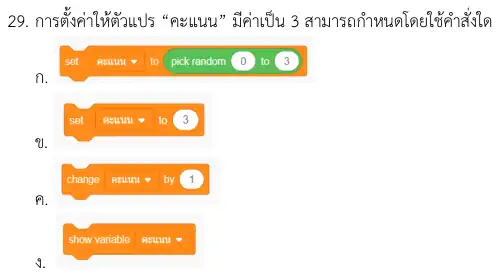 29. การตั้งค่าให้ตัวแปร “คะแนน” มีค่าเป็น 3 สามารถกำหนดโดยใช้คำสั่งใด
ก. set คะแนน to pick random 0 to 3
ข. set คะแนน to 3
ค. change คะแนน by 1
ง. show variable คะแนน